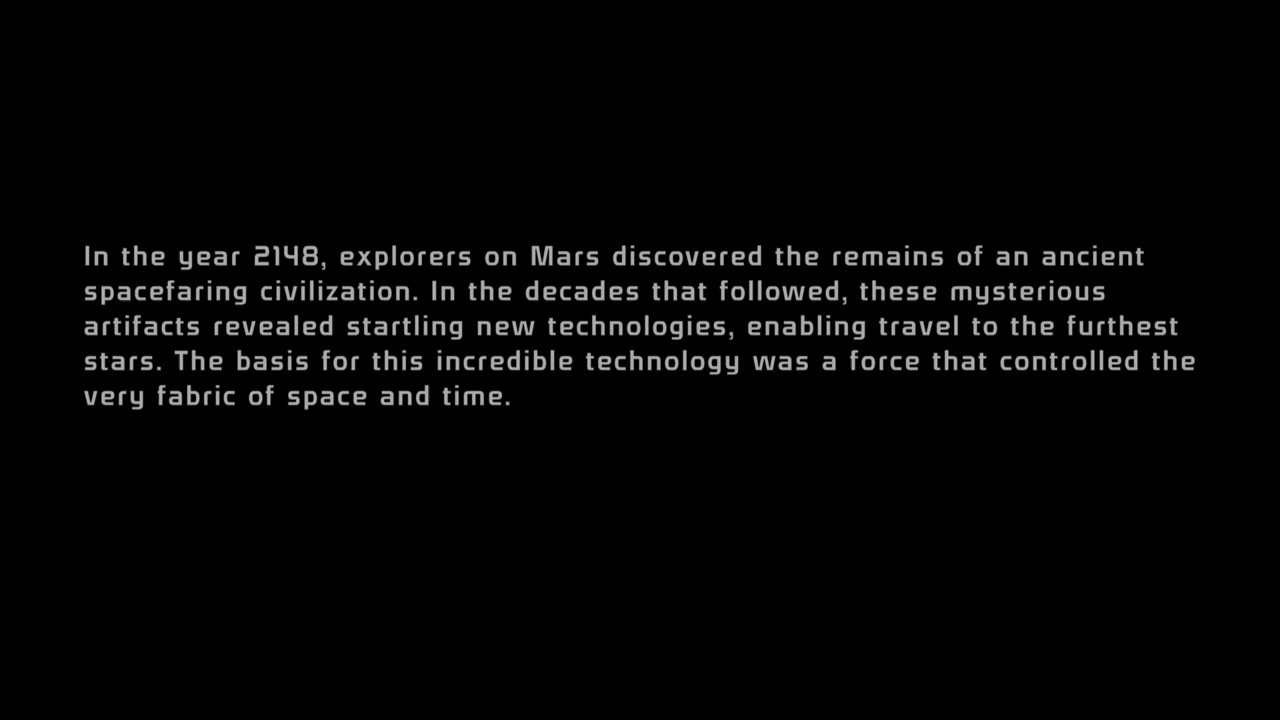 In the year 2148, explorers on Mars discovered the remains of an ancient
spacefaring civilization. In the decades that followed, these mysterious
artifacts revealed startling new technologies, enabling travel to the furthest
stars. The basis for this incredible technology was a force that controlled the
very fabric of space and time.